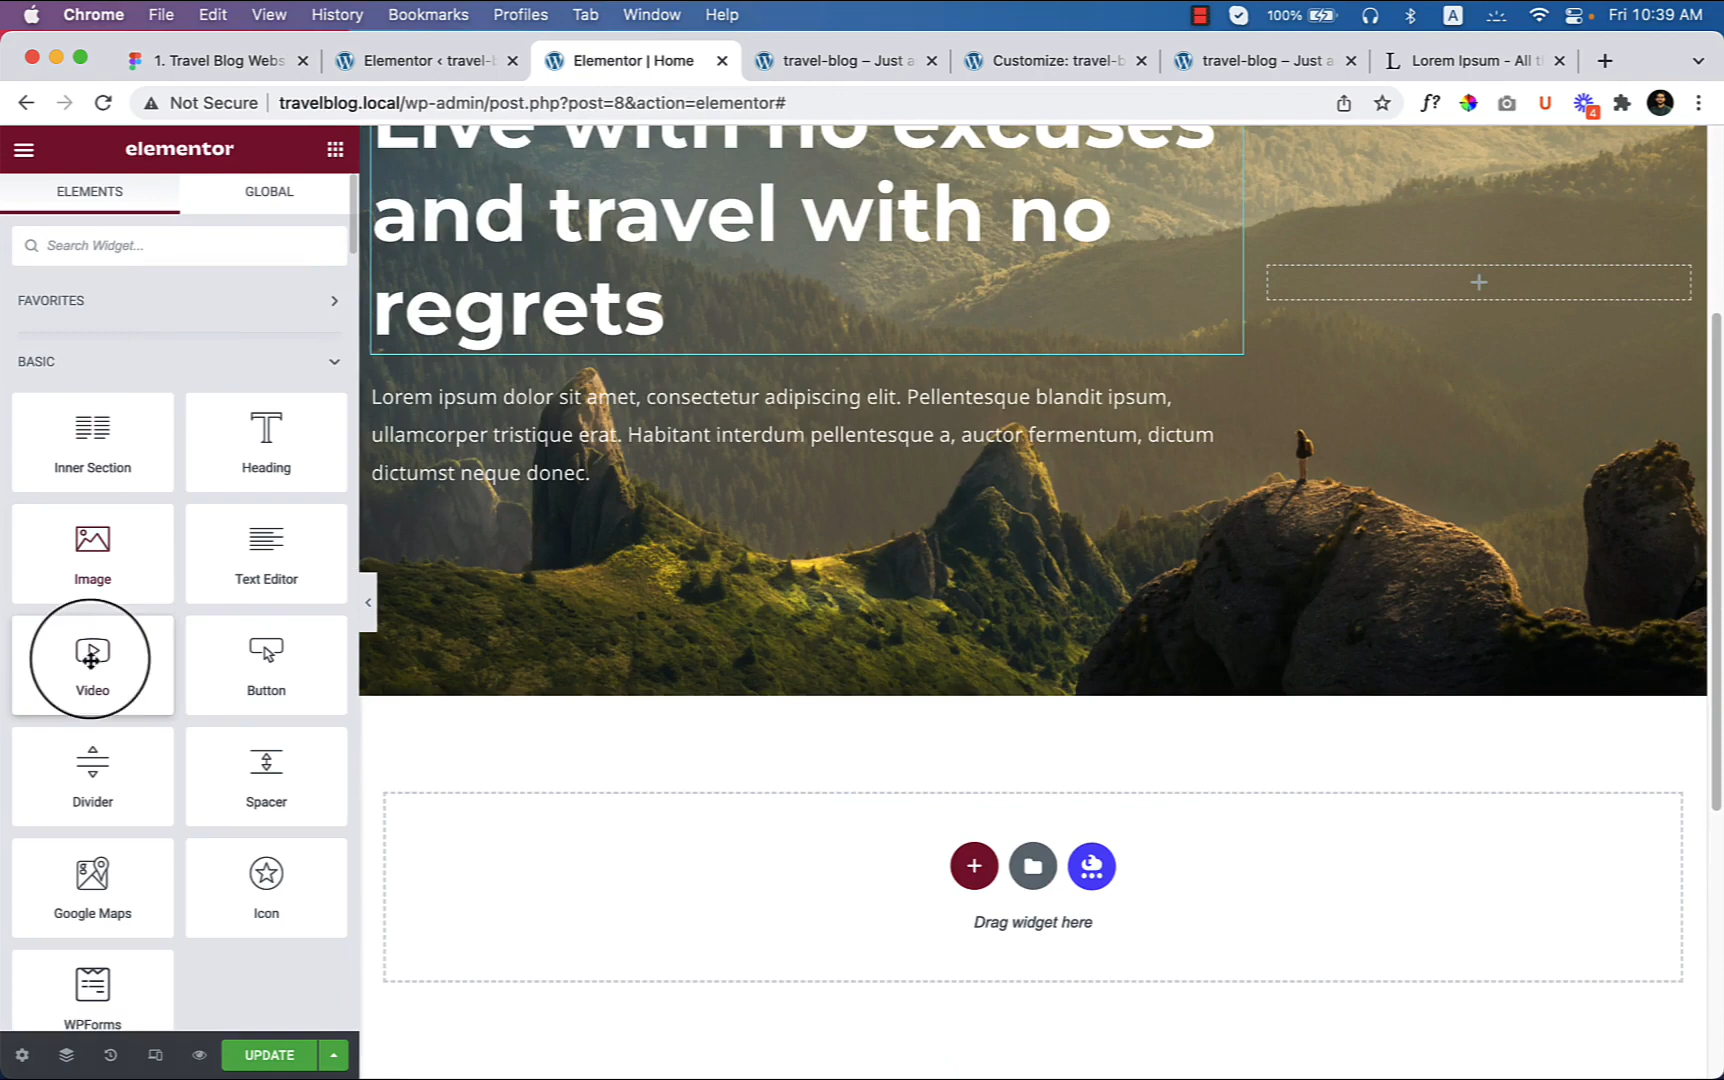 Chrome File Edit View History Bookmarks Profiles Tab Window Help 100% A Fri 10:39 AM
1. Travel Blog Webs Elementor ‹ travel-b Elementor | Home travel-blog – Just a Customize: travel-b travel-blog – Just a L Lorem Ipsum - All t
Not Secure travelblog.local/wp-admin/post.php?post=8&action=elementor# f? U 4
elementor
ELEMENTS GLOBAL
Search Widget...
FAVORITES
BASIC
Inner Section Heading
Image Text Editor
Video Button
Divider Spacer
Google Maps Icon
WPForms
UPDATE
Live with no excuses
and travel with no
regrets
Lorem ipsum dolor sit amet, consectetur adipiscing elit. Pellentesque blandit ipsum,
ullamcorper tristique erat. Habitant interdum pellentesque a, auctor fermentum, dictum
dictumst neque donec.
Drag widget here